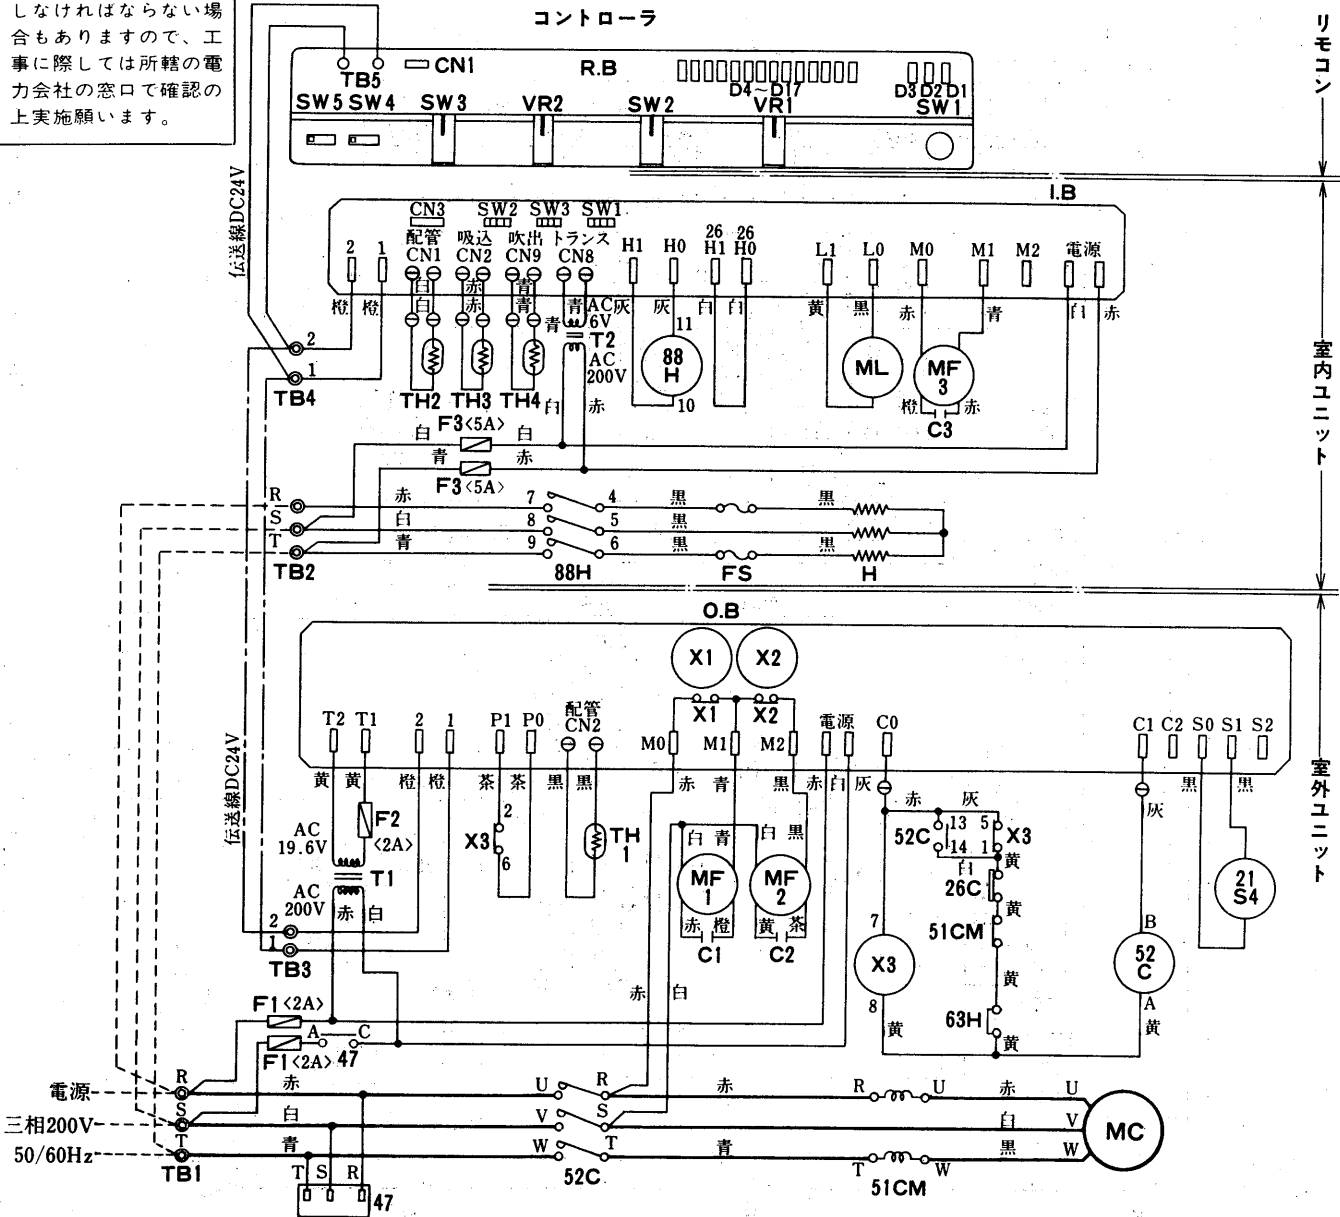 しなければならない場
合もありますので、工
事に際しては所轄の電
力会社の窓口で確認の
上実施願います。
コントローラ
リモコン
TB5 CN1 R.B D4～D17 D3 D2 D1
SW5 SW4 SW3 VR2 SW2 VR1 SW1
伝送線DC24V
I.B
CN3 SW2 SW3 SW1
配管 吸込 吹出 トランス
2 1 CN1 CN2 CN9 CN8 H1 H0 26 H1 26 H0 L1 L0 M0 M1 M2 電源
白 赤 青
橙 橙 白 赤 青 青 AC 6V 灰 灰 白 白 黄 黒 赤 青 白 赤
青 T2 11
AC 200V 88 H ML MF 3
2
1
TB4 TH2 TH3 TH4 10 橙 赤
白 赤 C3
F3<5A>
白 白
青 赤
F3<5A>
室内ユニット
R 赤 7 4 黒 黒
S 白 8 5 黒
T 青 9 6 黒 黒
TB2 88H FS H
O.B
X1 X2
X1 X2
配管
T2 T1 2 1 P1 P0 CN2 M0 M1 M2 電源 C0 C1 C2 S0 S1 S2
黄 黄 橙 橙 茶 茶 黒 黒 赤 青 黒 赤 白 灰 黒 黒
室外ユニット
伝送線DC24V
灰
赤 灰
AC 19.6V F2 <2A> X3 2 6 TH 1 白 青 白 黒 52C 13 14 5 1 X3
黄
白
T1 MF 1 MF 2 26C 21 S4
AC 200V 赤 白 黄
赤 橙 黄 茶 7 51CM B
2
1
TB3 C1 C2 X3 52 C
黄
赤 白 8 63H A
F1<2A> 黄 黄 黄
A C
F1<2A> 47
電源 R 赤 U R 赤 R U 赤 U
三相200V S 白 V S 白 V MC
50/60Hz T 青 W T 青 T W 黒 W
TB1 T S R 52C 51CM
47